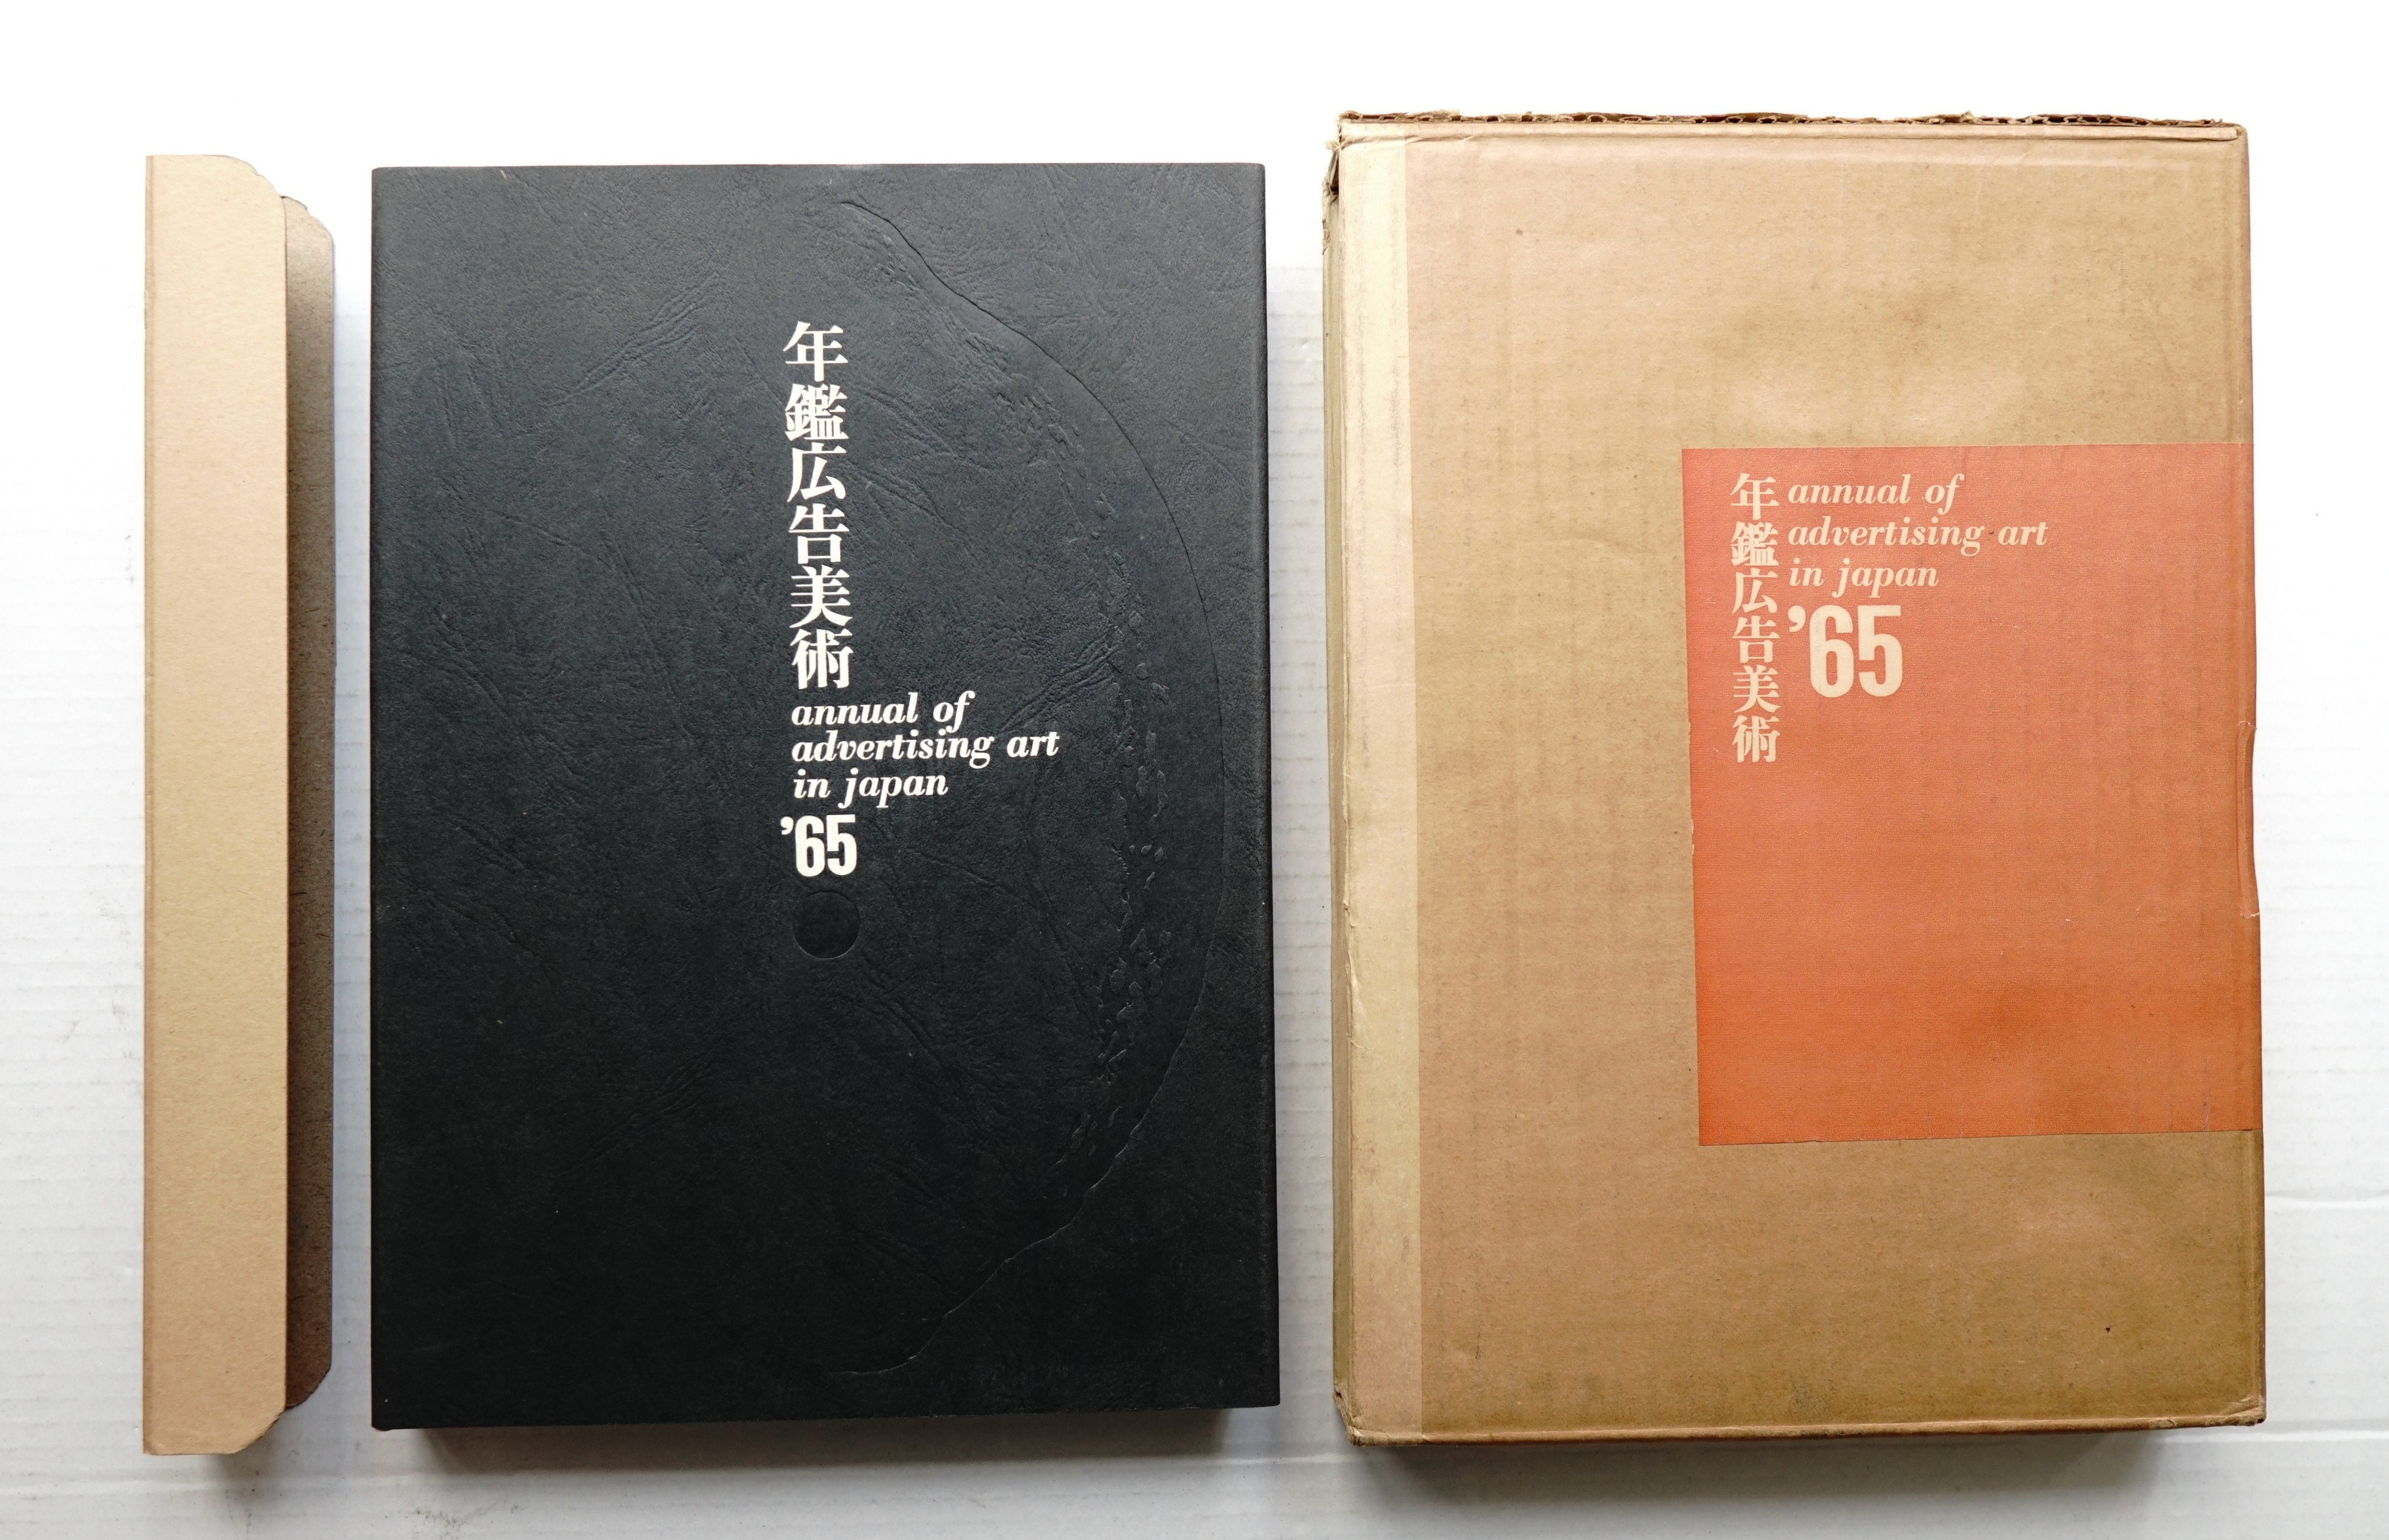 年鑑広告美術
annual of
advertising art
in japan
’65
年鑑広告美術
annual of
advertising art
in japan
’65